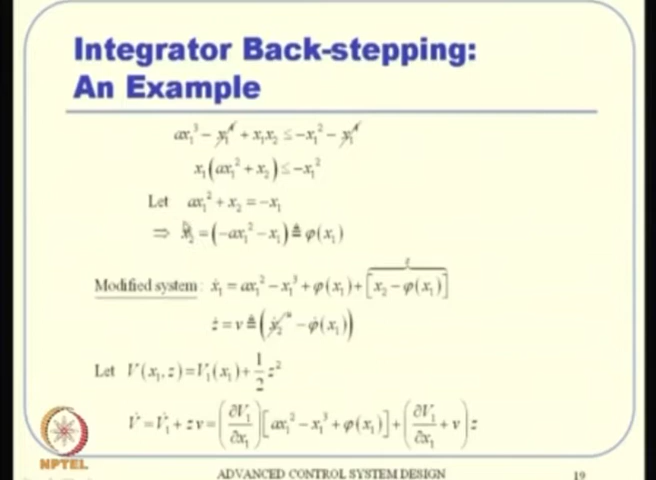 Integrator Back-stepping:
An Example
ax₁³ - x₁⁴ + x₁x₂ ≤ -x₁² - x₁⁴
x₁(ax₁² + x₂) ≤ -x₁²
Let ax₁² + x₂ = -x₁
⇒ x₂ = (-ax₁² - x₁) ≜ φ(x₁)
z
Modified system: ẋ₁ = ax₁² - x₁³ + φ(x₁) + [x₂ - φ(x₁)]
ż = v ≜ (ẋ₂ - φ̇(x₁))
Let V(x₁, z) = V₁(x₁) + 1/2 z²
V̇ = V̇₁ + zv = (∂V₁/∂x₁)[ax₁² - x₁³ + φ(x₁)] + (∂V₁/∂x₁ + v)z
NPTEL
ADVANCED CONTROL SYSTEM DESIGN 19